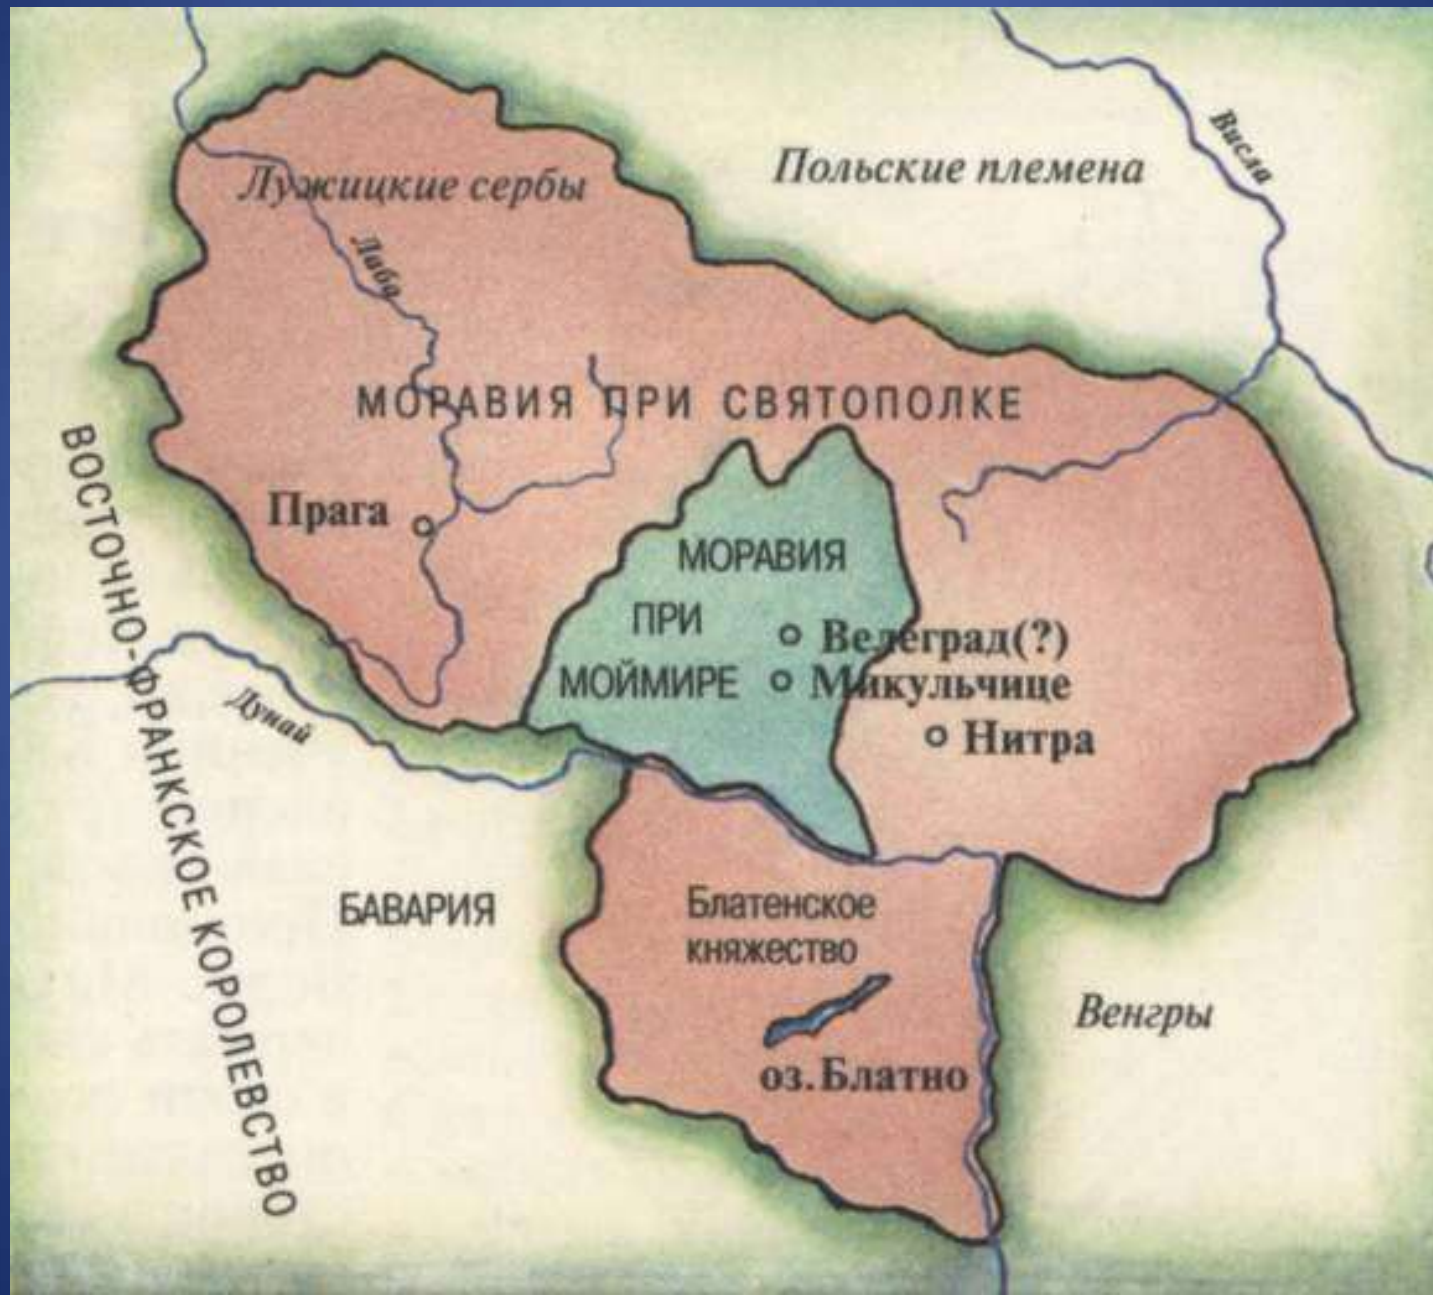 Висла
Польские племена
Лужицкие сербы
Лаба
МОРАВИЯ ПРИ СВЯТОПОЛКЕ
ВОСТОЧНО-ФРАНКСКОЕ КОРОЛЕВСТВО
Прага
МОРАВИЯ
ПРИ
МОЙМИРЕ
Велеград(?)
Микульчице
Нитра
Дунай
БАВАРИЯ
Блатенское
княжество
оз.Блатно
Венгры